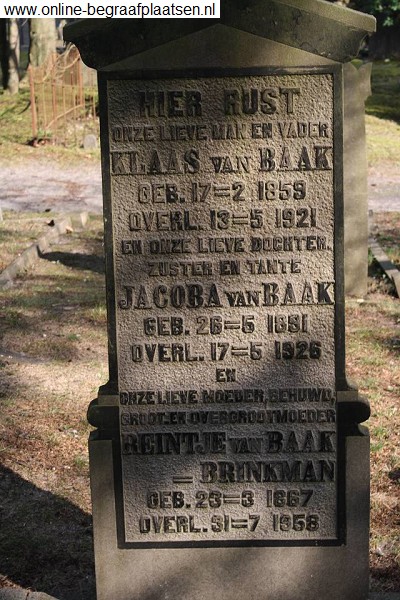 www.online-begraafplaatsen.nl
HIER RUST
ONZE LIEVE MAN EN VADER
KLAAS VAN BAAK
GEB. 17=2 1859
OVERL. 13=5 1921
EN ONZE LIEVE DOCHTER,
ZUSTER EN TANTE
JACOBA VAN BAAK
GEB. 26=5 1891
OVERL. 17=5 1926
EN
ONZE LIEVE MOEDER, BEHUWD,
GROOT- EN OVERGROOTMOEDER
REINTJE VAN BAAK
= BRINKMAN
GEB. 23=3 1867
OVERL. 31=7 1958